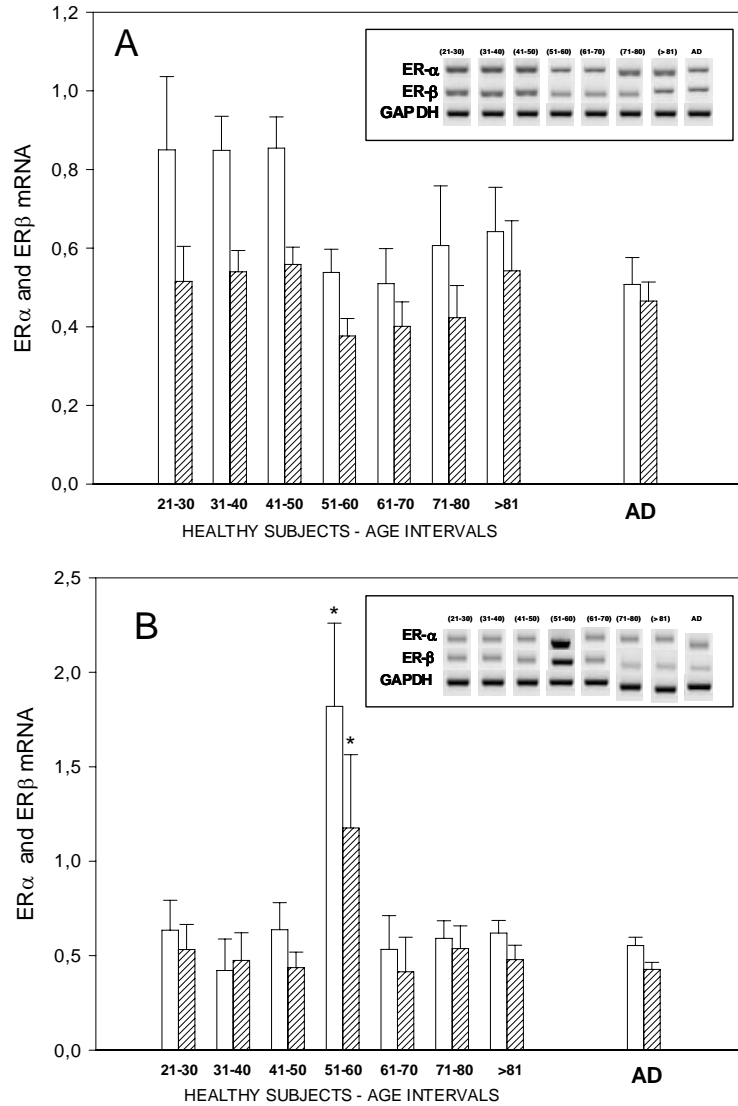 A
(21-30) (31-40) (41-50) (51-60) (61-70) (71-80) (>81) AD
ER-α
ER-β
GAPDH
ERα and ERβ mRNA
1,2
1,0
0,8
0,6
0,4
0,2
0,0
21-30 31-40 41-50 51-60 61-70 71-80 >81 AD
HEALTHY SUBJECTS - AGE INTERVALS
B
(21-30) (31-40) (41-50) (51-60) (61-70) (71-80) (>81) AD
ER-α
ER-β
GAPDH
ERα and ERβ mRNA
2,5
2,0
1,5
1,0
0,5
0,0
*
*
21-30 31-40 41-50 51-60 61-70 71-80 >81 AD
HEALTHY SUBJECTS - AGE INTERVALS